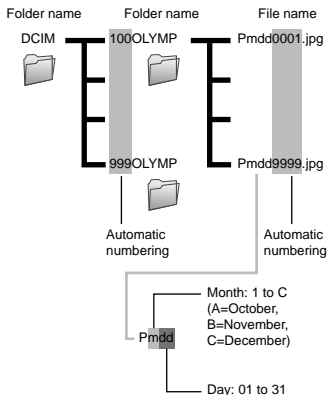 Folder name Folder name File name
DCIM 100OLYMP Pmdd0001.jpg
999OLYMP Pmdd9999.jpg
Automatic numbering
Automatic numbering
Month: 1 to C
(A=October,
B=November,
C=December)
Pmdd
Day: 01 to 31